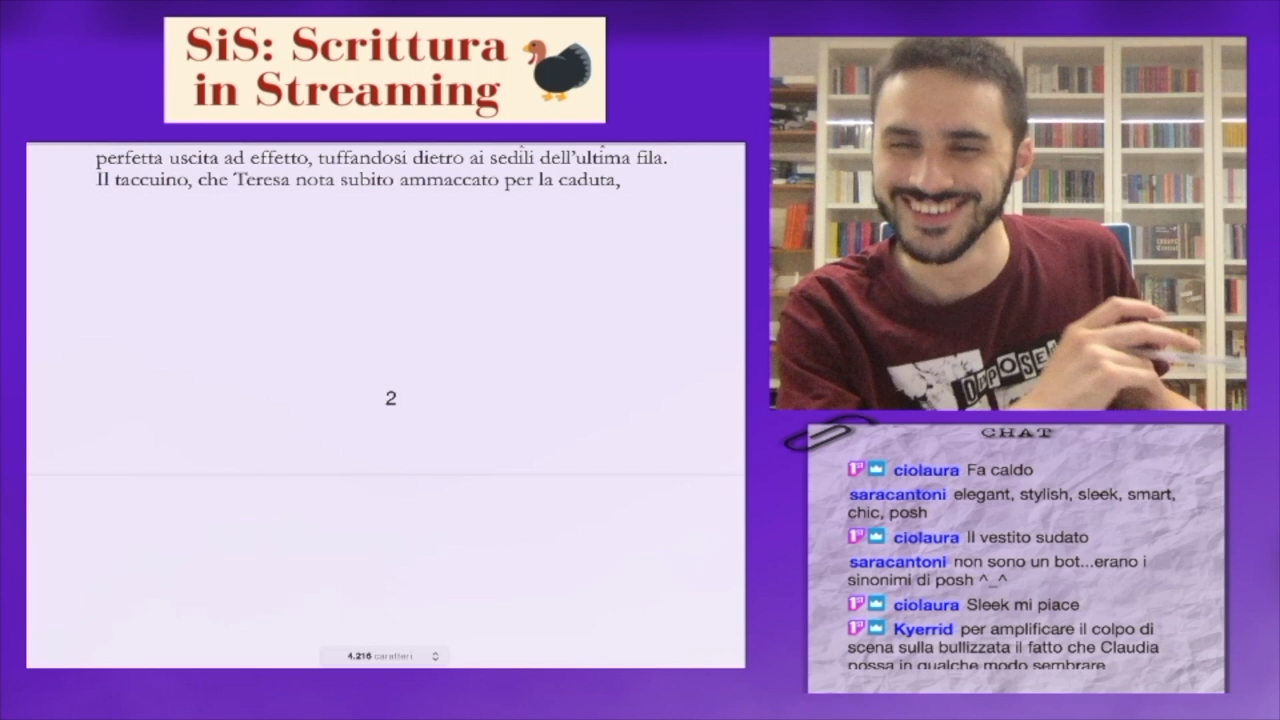 SiS: Scrittura
in Streaming
perfetta uscita ad effetto, tuffandosi dietro ai sedili dell'ultima fila.
Il taccuino, che Teresa nota subito ammaccato per la caduta,
2
4.216 caratteri
CHAT
ciolaura Fa caldo
saracantoni elegant, stylish, sleek, smart,
chic, posh
ciolaura Il vestito sudato
saracantoni non sono un bot...erano i
sinonimi di posh ^_^
ciolaura Sleek mi piace
Kyerrid per amplificare il colpo di
scena sulla bullizzata il fatto che Claudia
possa in qualche modo sembrare